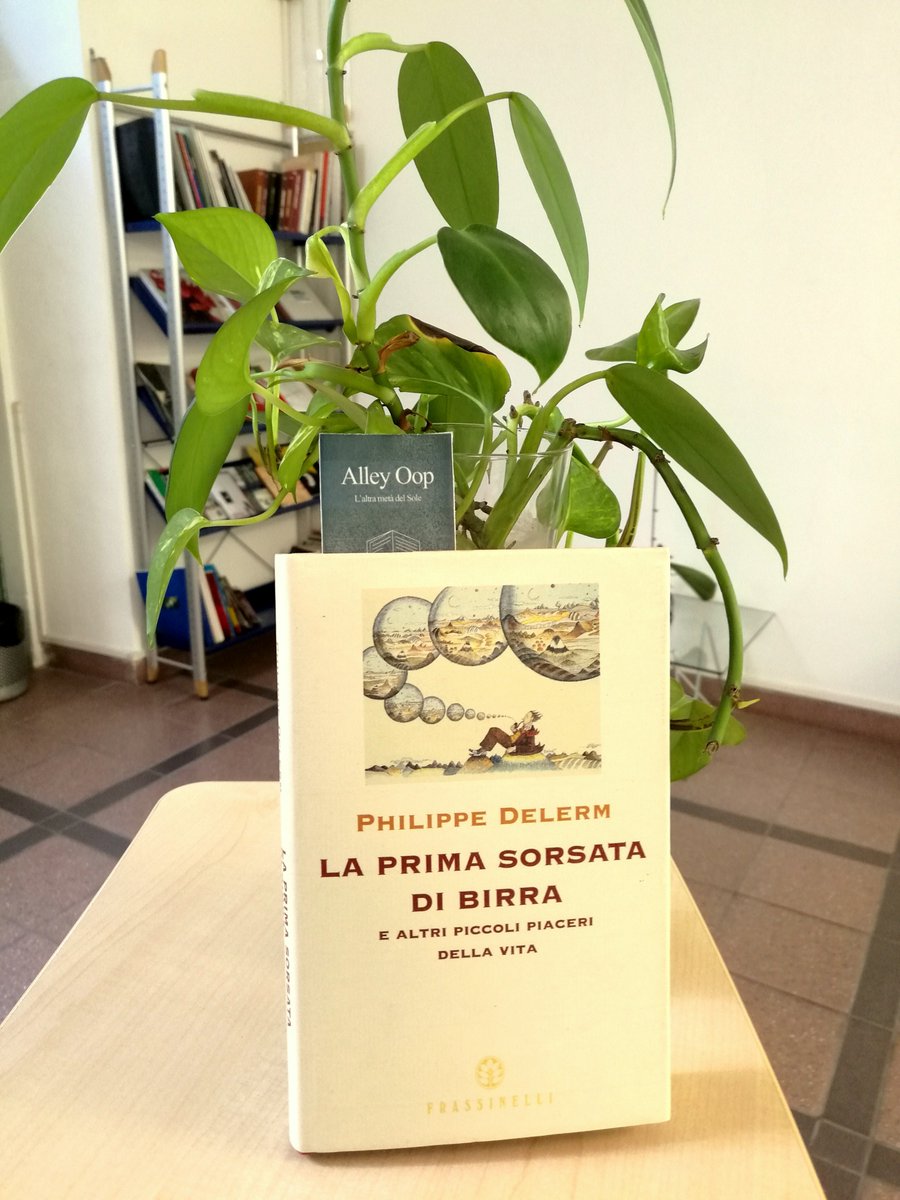 Alley Oop
L'altra metà del Sole
PHILIPPE DELERM
LA PRIMA SORSATA
DI BIRRA
E ALTRI PICCOLI PIACERI
DELLA VITA
FRASSINELLI
LA PRIMA SORSATA